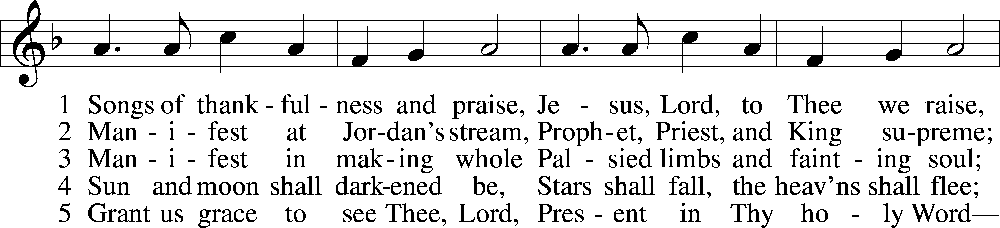 1 Songs of thank - ful - ness and praise, Je - sus, Lord, to Thee we raise,
2 Man - i - fest at Jor-dan's stream, Proph-et, Priest, and King su-preme;
3 Man - i - fest in mak-ing whole Pal - sied limbs and faint - ing soul;
4 Sun and moon shall dark-ened be, Stars shall fall, the heav'ns shall flee;
5 Grant us grace to see Thee, Lord, Pres - ent in Thy ho - ly Word—